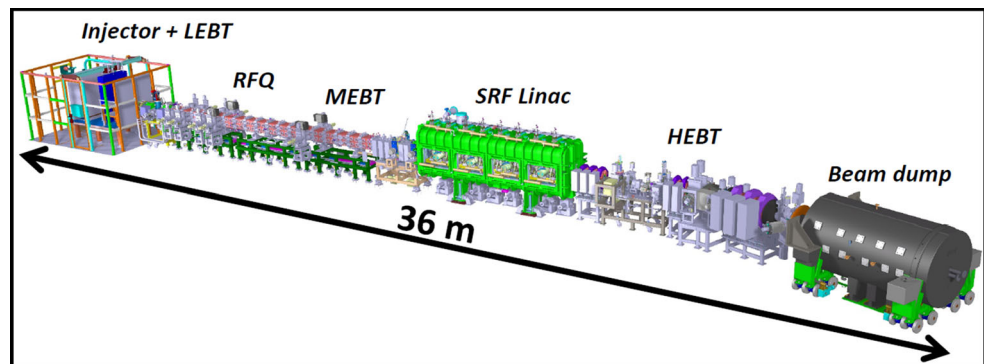 Injector + LEBT
RFQ
MEBT
SRF Linac
HEBT
Beam dump
36 m